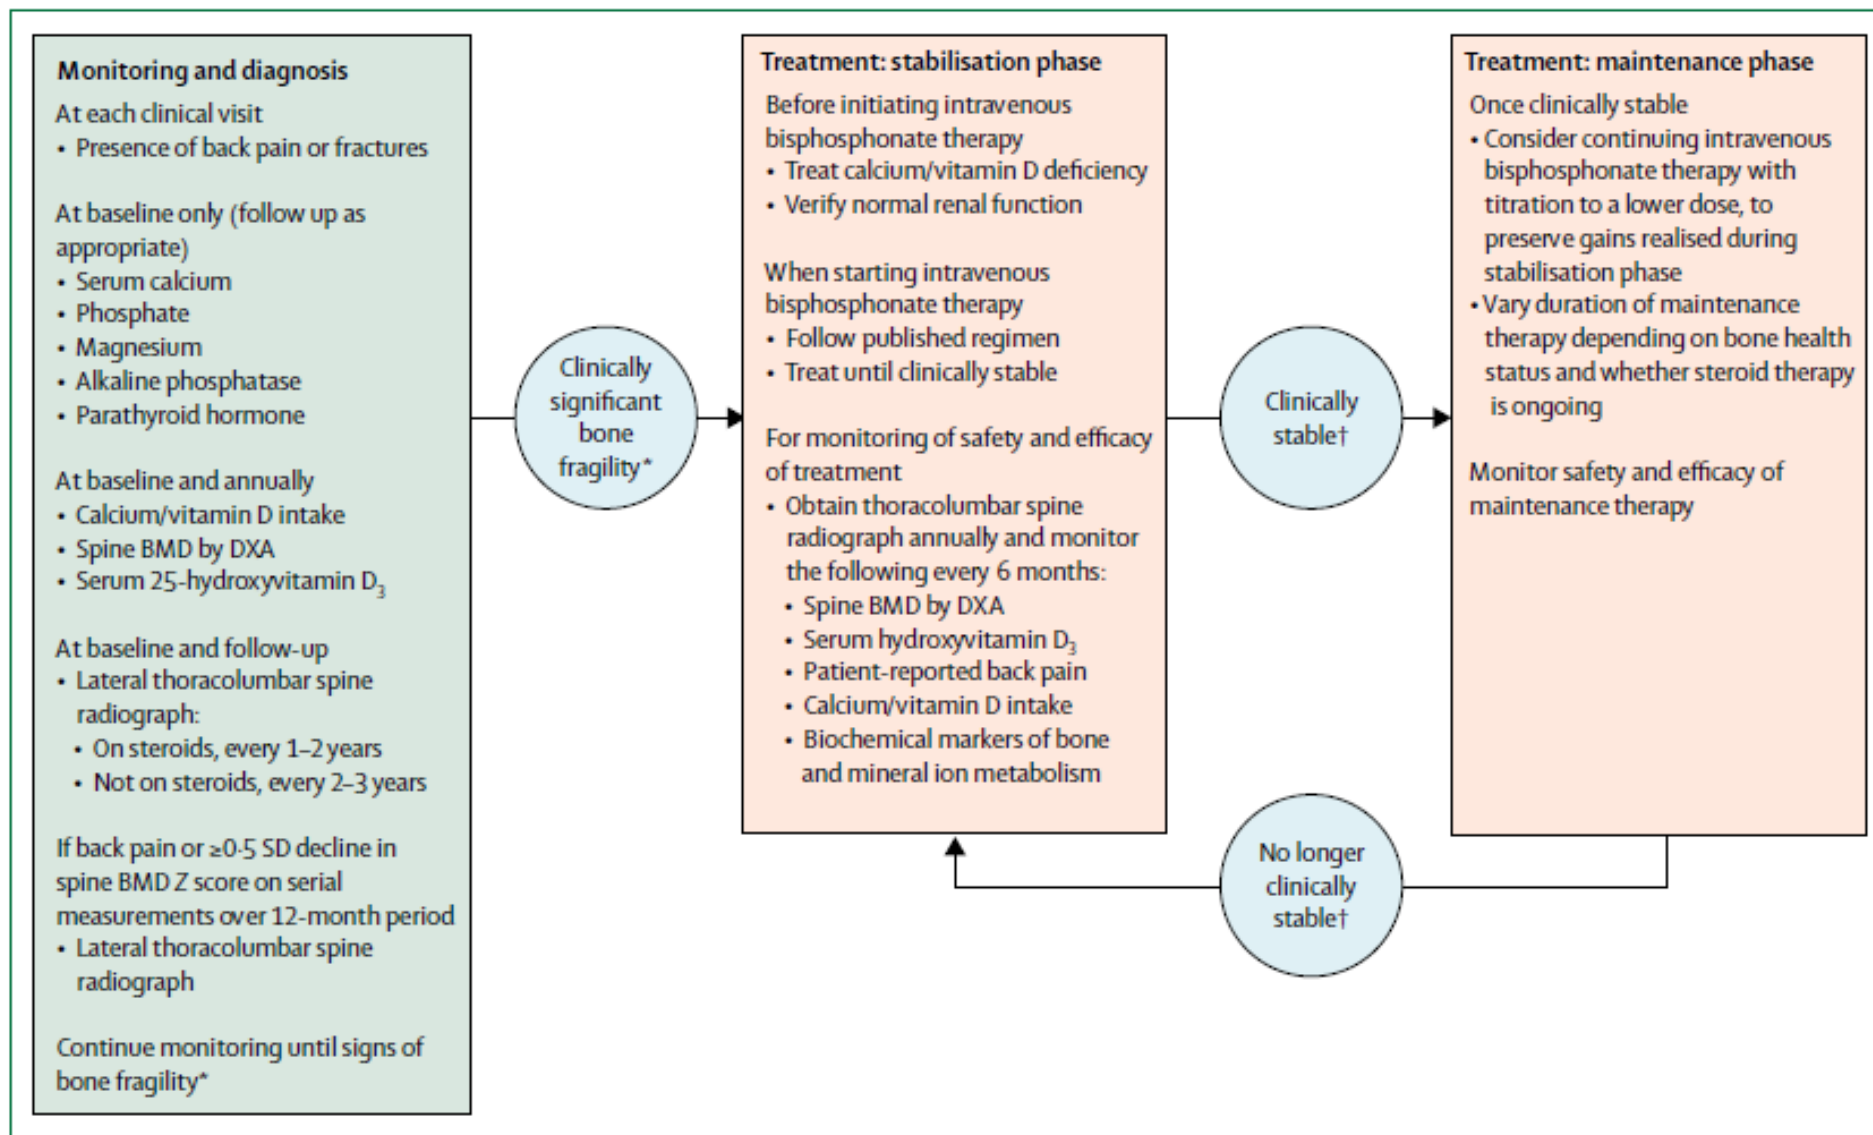 Monitoring and diagnosis
At each clinical visit
• Presence of back pain or fractures
At baseline only (follow up as
appropriate)
• Serum calcium
• Phosphate
• Magnesium
• Alkaline phosphatase
• Parathyroid hormone
At baseline and annually
• Calcium/vitamin D intake
• Spine BMD by DXA
• Serum 25-hydroxyvitamin D₃
At baseline and follow-up
• Lateral thoracolumbar spine
radiograph:
• On steroids, every 1–2 years
• Not on steroids, every 2–3 years
If back pain or ≥0·5 SD decline in
spine BMD Z score on serial
measurements over 12-month period
• Lateral thoracolumbar spine
radiograph
Continue monitoring until signs of
bone fragility*
Clinically
significant
bone
fragility*
Treatment: stabilisation phase
Before initiating intravenous
bisphosphonate therapy
• Treat calcium/vitamin D deficiency
• Verify normal renal function
When starting intravenous
bisphosphonate therapy
• Follow published regimen
• Treat until clinically stable
For monitoring of safety and efficacy
of treatment
• Obtain thoracolumbar spine
radiograph annually and monitor
the following every 6 months:
• Spine BMD by DXA
• Serum hydroxyvitamin D₃
• Patient-reported back pain
• Calcium/vitamin D intake
• Biochemical markers of bone
and mineral ion metabolism
Clinically
stable†
Treatment: maintenance phase
Once clinically stable
• Consider continuing intravenous
bisphosphonate therapy with
titration to a lower dose, to
preserve gains realised during
stabilisation phase
• Vary duration of maintenance
therapy depending on bone health
status and whether steroid therapy
is ongoing
Monitor safety and efficacy of
maintenance therapy
No longer
clinically
stable†